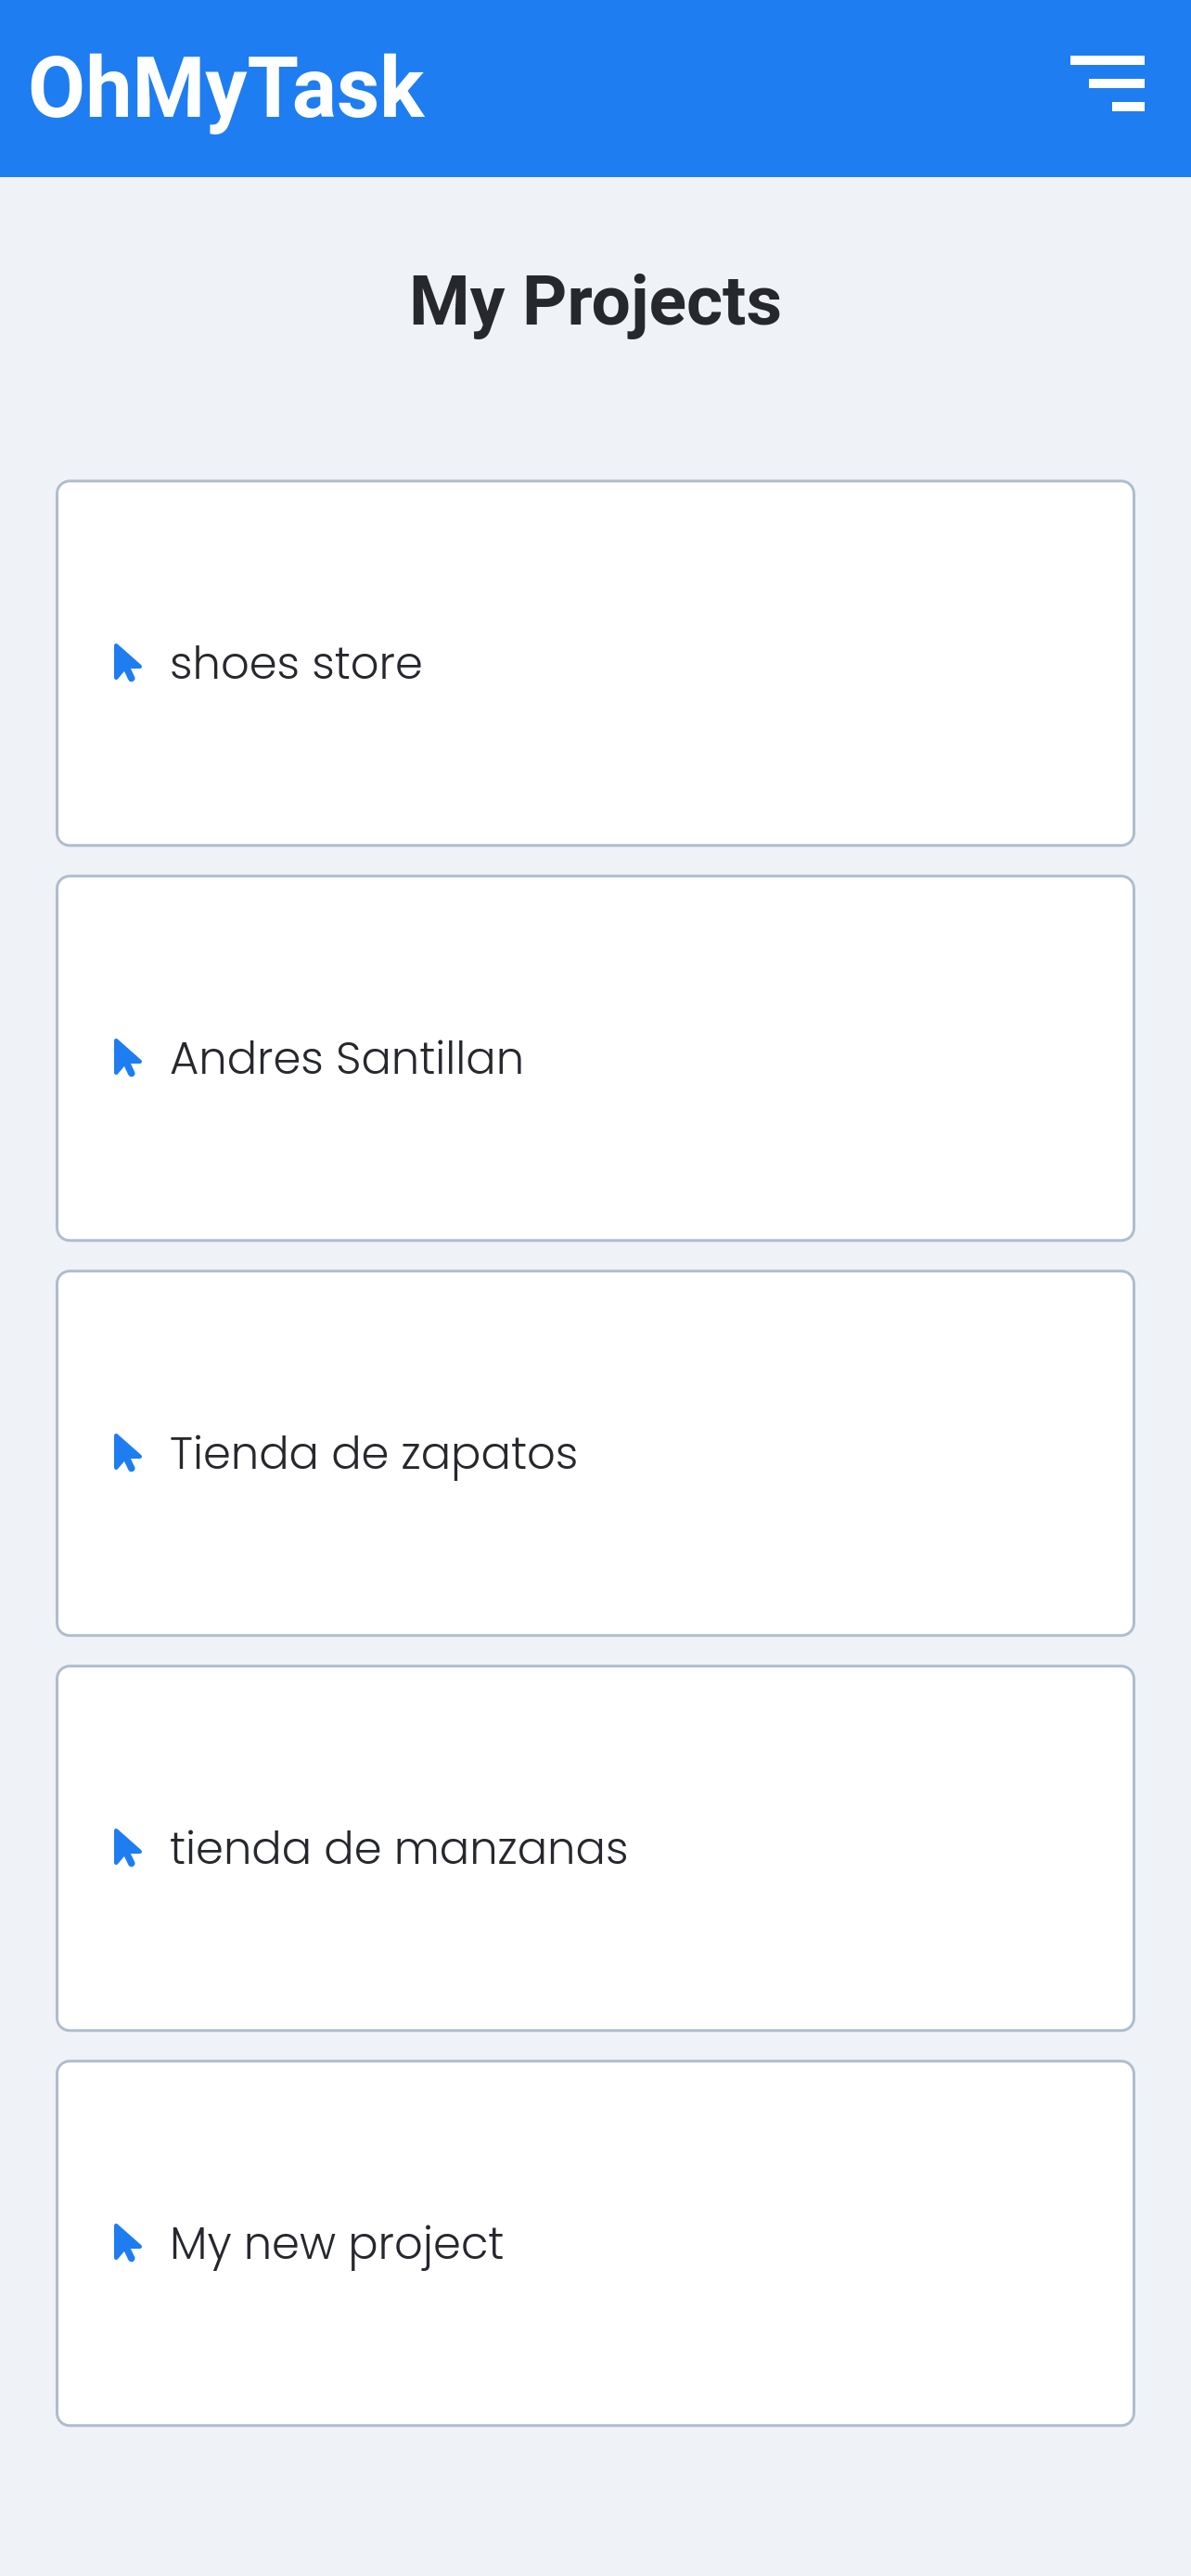 OhMyTask
My Projects
shoes store
Andres Santillan
Tienda de zapatos
tienda de manzanas
My new project